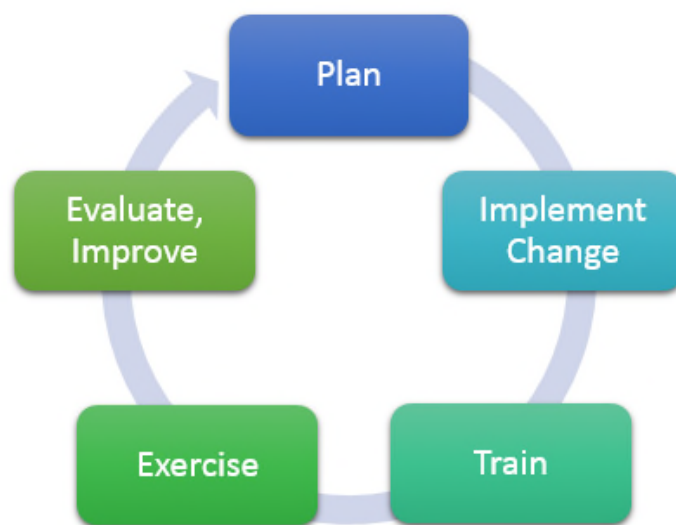 Plan
Implement
Change
Train
Exercise
Evaluate,
Improve